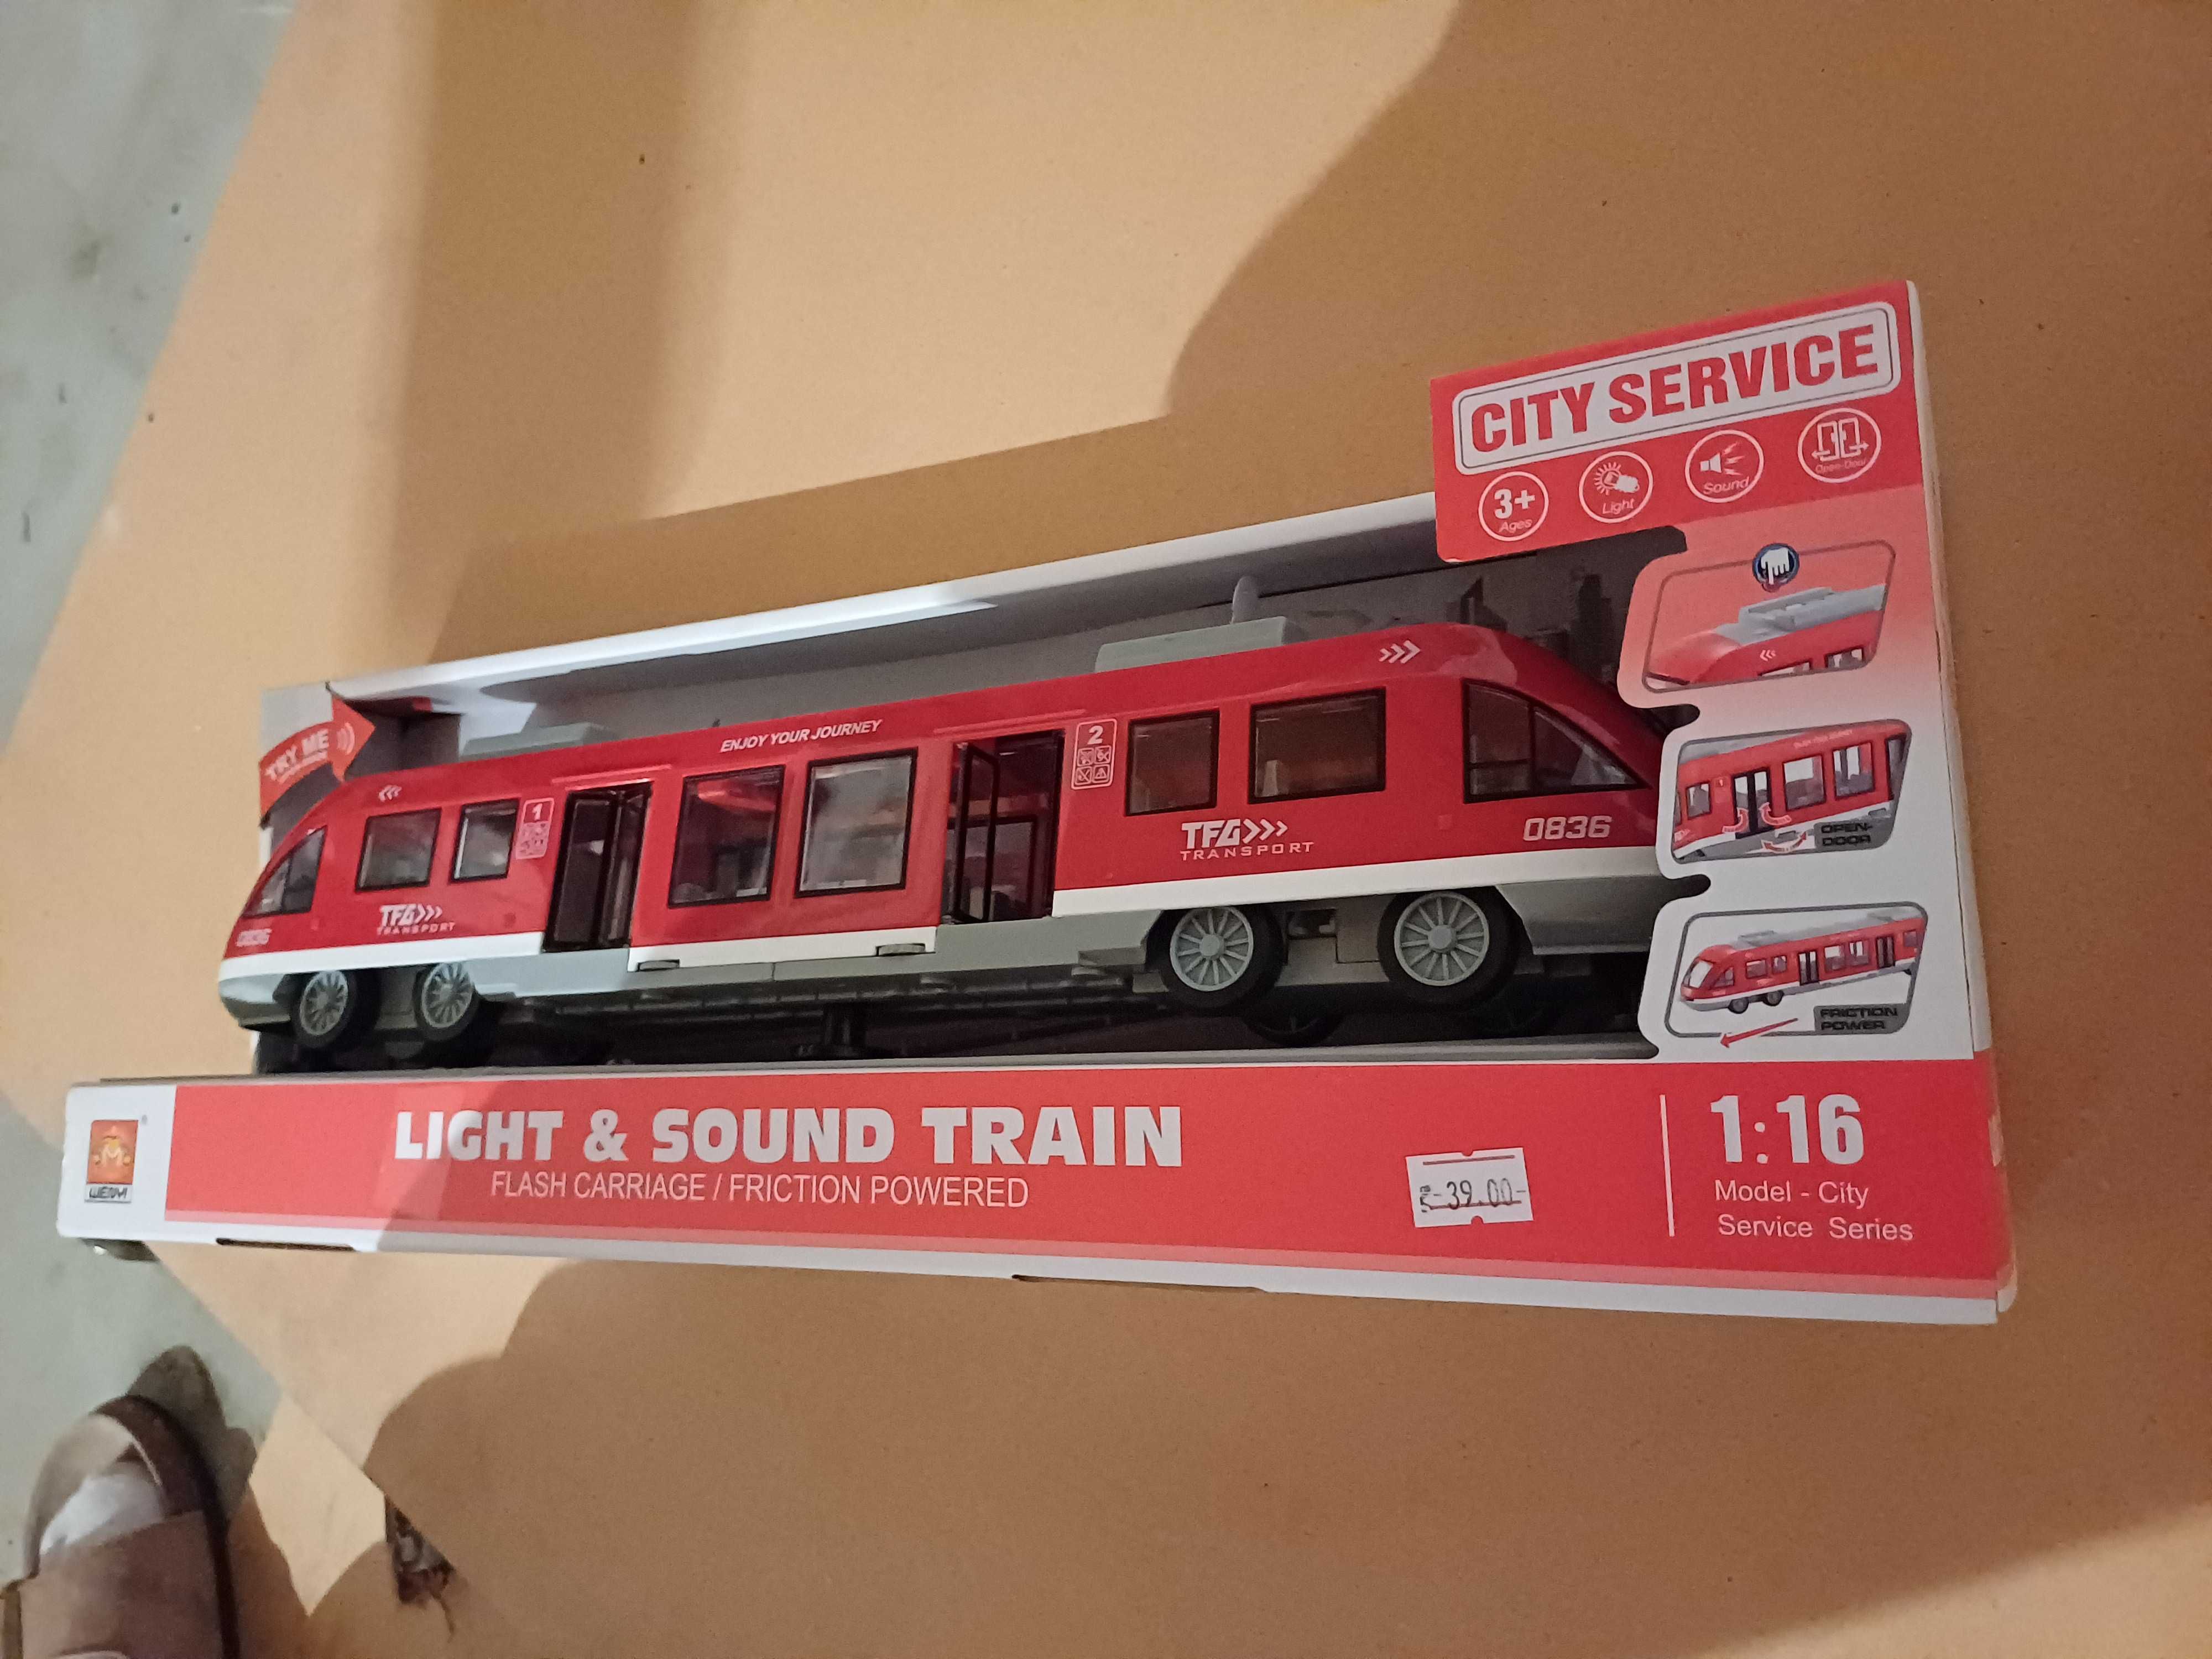 CITY SERVICE
3+
Ages
Light
Sound
Open-Door
TRY ME
ENJOY YOUR JOURNEY
1
2
TFG
TRANSPORT
0836
TFG
TRANSPORT
0836
OPEN-
DOOR
FRICTION
POWER
WENYI
LIGHT & SOUND TRAIN
FLASH CARRIAGE / FRICTION POWERED
39.00
1:16
Model - City
Service Series